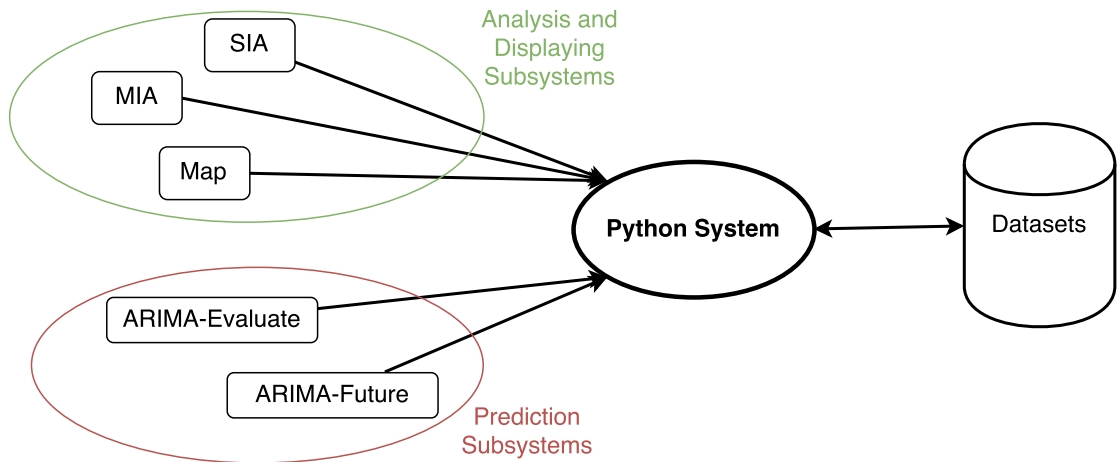 SIA
MIA
Map
Analysis and
Displaying
Subsystems
Python System
Datasets
ARIMA-Evaluate
ARIMA-Future
Prediction
Subsystems